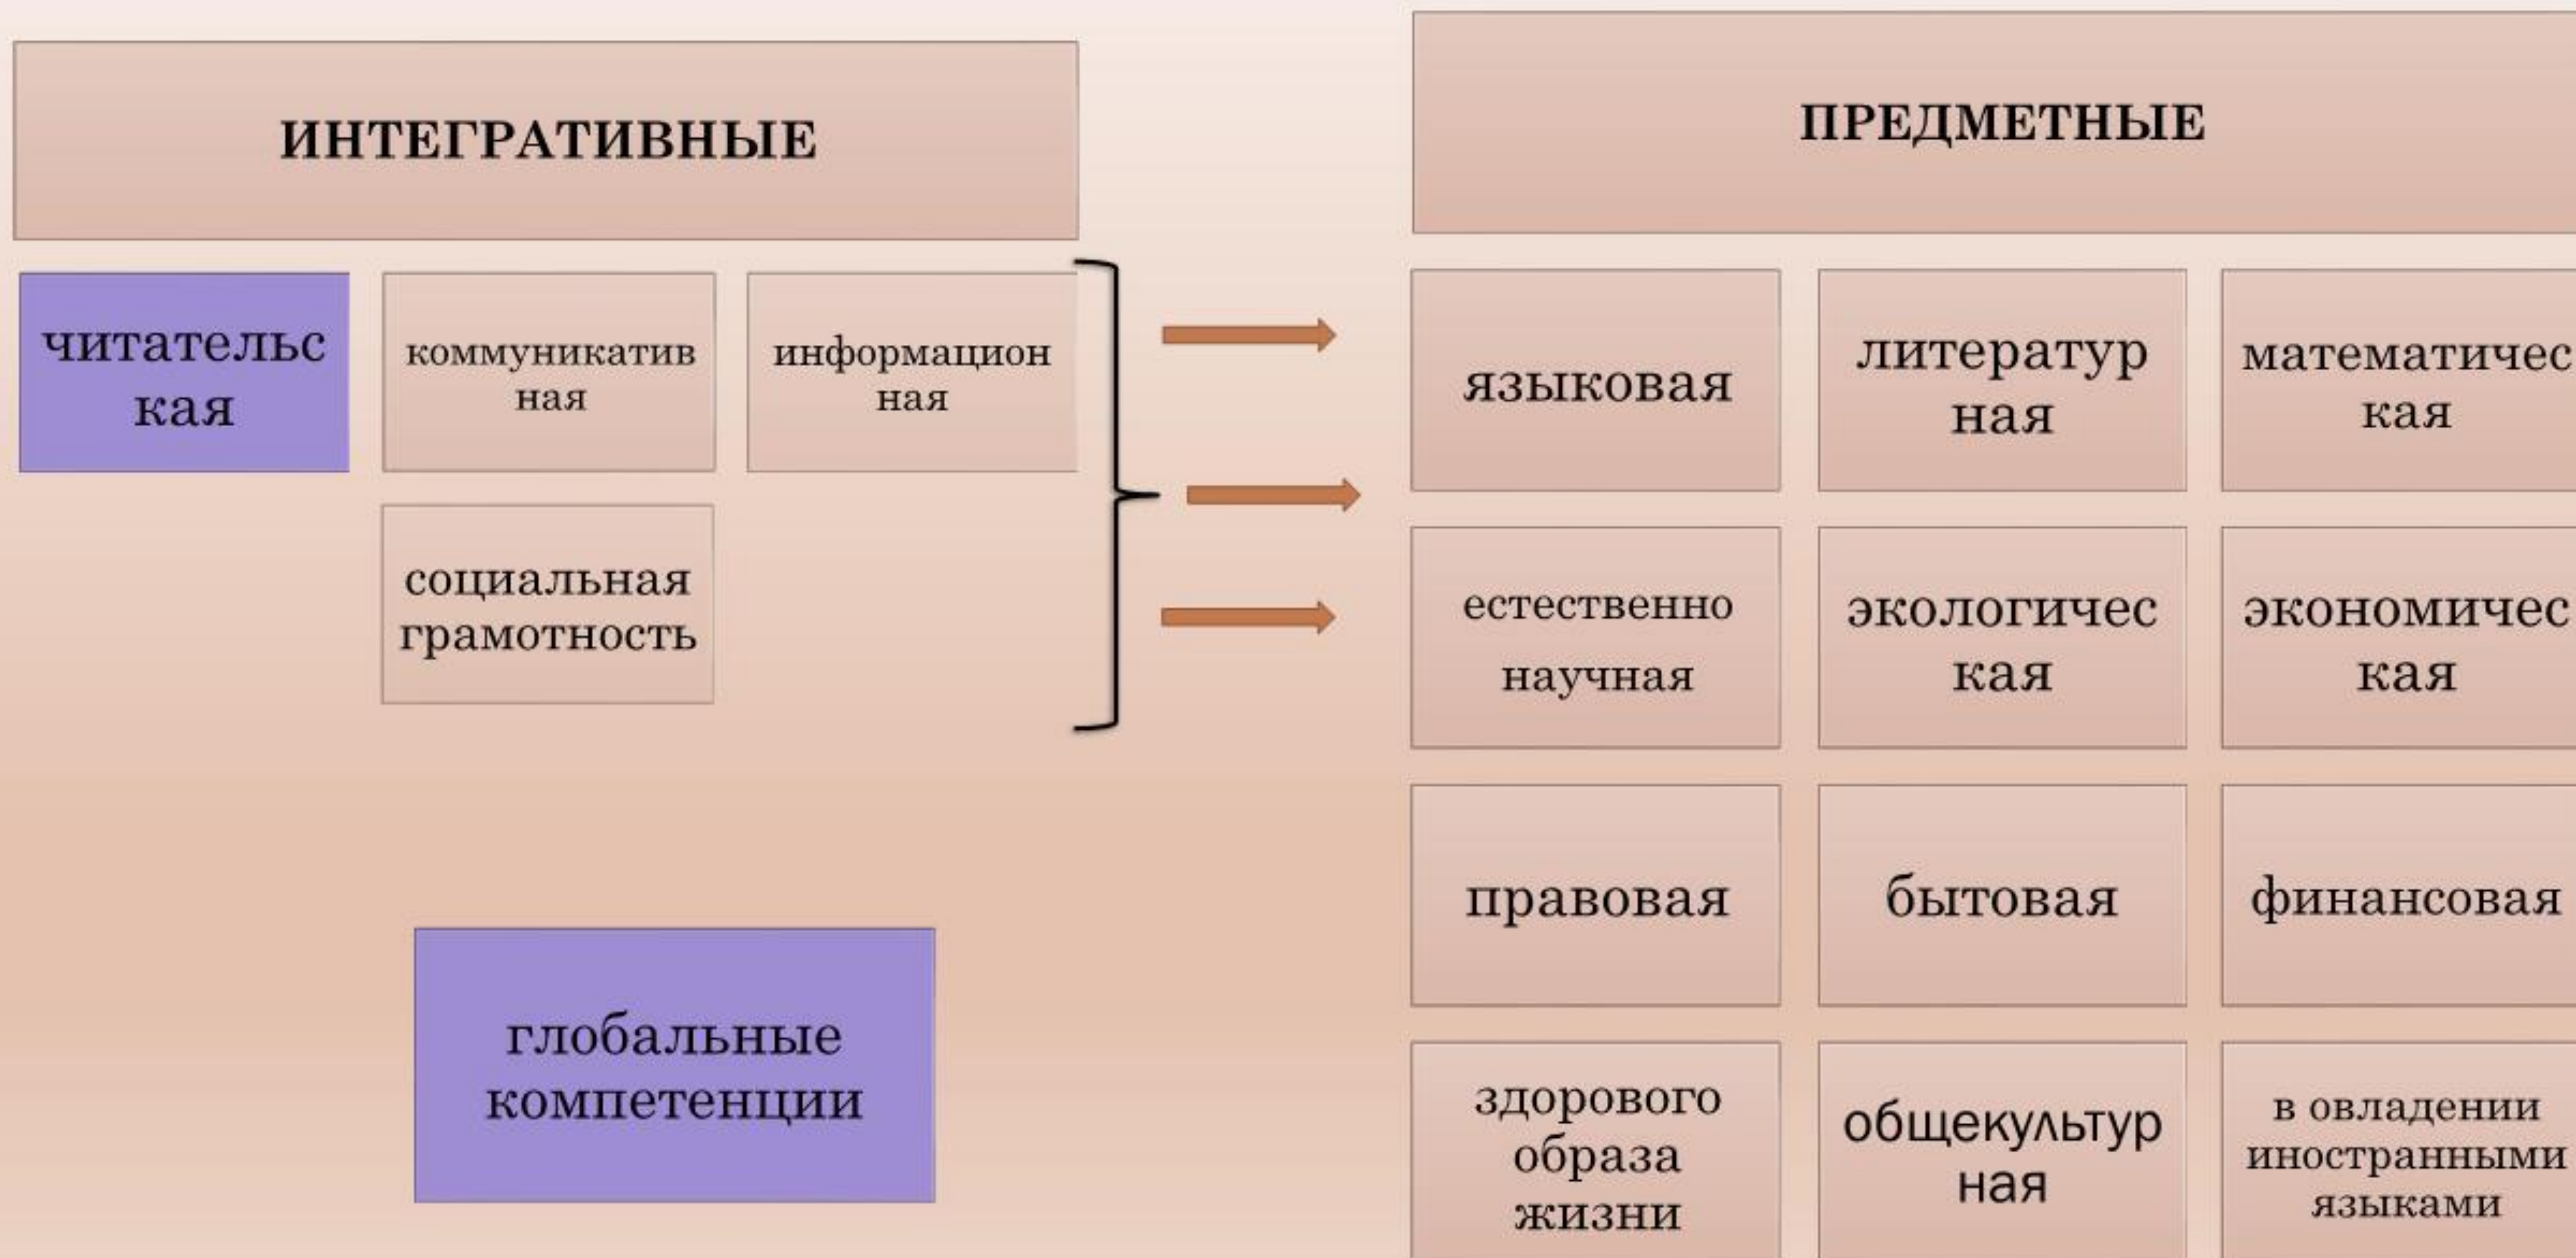 ИНТЕГРАТИВНЫЕ
читательс
кая
коммуникатив
ная
информацион
ная
социальная
грамотность
глобальные
компетенции
ПРЕДМЕТНЫЕ
языковая
литератур
ная
математичес
кая
естественно
научная
экологичес
кая
экономичес
кая
правовая
бытовая
финансовая
здорового
образа
жизни
общекультур
ная
в овладении
иностранными
языками